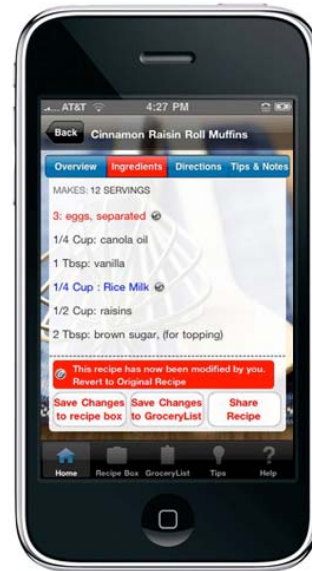 AT&T 4:27 PM
Back Cinnamon Raisin Roll Muffins
Overview Ingredients Directions Tips & Notes
MAKES: 12 SERVINGS
3: eggs, separated
1/4 Cup: canola oil
1 Tbsp: vanilla
1/4 Cup : Rice Milk
1/2 Cup: raisins
2 Tbsp: brown sugar, (for topping)
This recipe has now been modified by you.
Revert to Original Recipe
Save Changes to recipe box
Save Changes to GroceryList
Share Recipe
Home Recipe Box GroceryList Tips Help